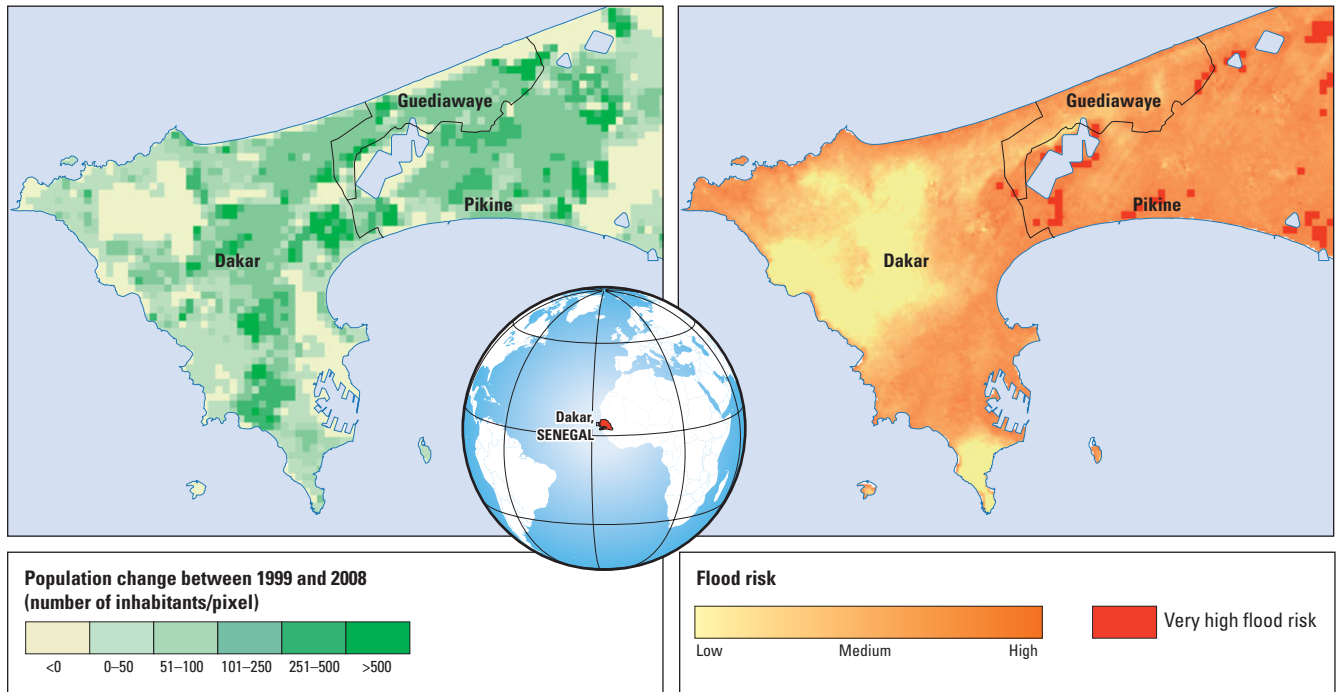 Guediawaye
Pikine
Dakar
Guediawaye
Pikine
Dakar
Dakar,
SENEGAL
Population change between 1999 and 2008
(number of inhabitants/pixel)
<0 0–50 51–100 101–250 251–500 >500
Flood risk
Low Medium High
Very high flood risk